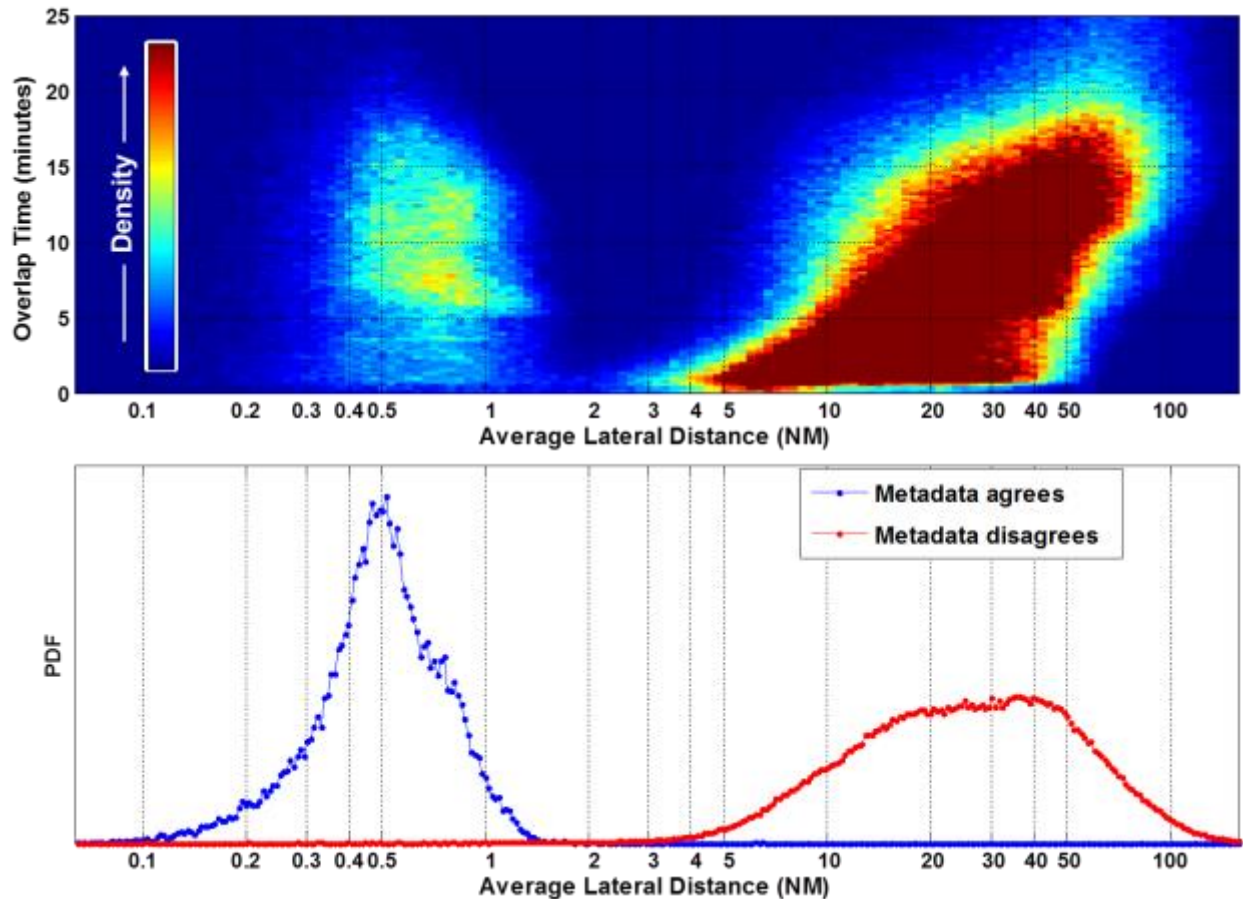 25
20
15
10
5
0
Overlap Time (minutes)
Density
0.1 0.2 0.3 0.4 0.5 1 2 3 4 5 10 20 30 40 50 100
Average Lateral Distance (NM)
Metadata agrees
Metadata disagrees
PDF
0.1 0.2 0.3 0.4 0.5 1 2 3 4 5 10 20 30 40 50 100
Average Lateral Distance (NM)